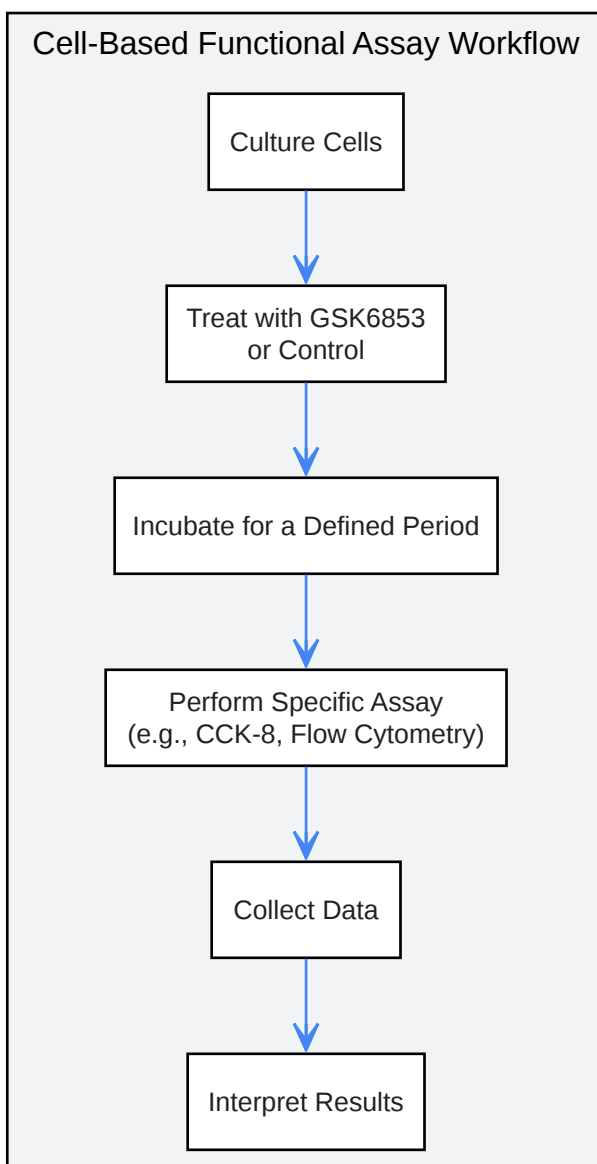 Cell-Based Functional Assay Workflow
Culture Cells
Treat with GSK6853
or Control
Incubate for a Defined Period
Perform Specific Assay
(e.g., CCK-8, Flow Cytometry)
Collect Data
Interpret Results